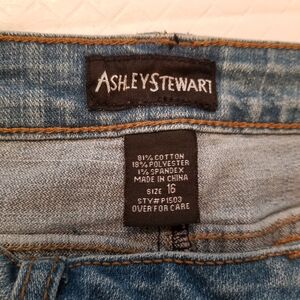 ASHLEYSTEWART
81% COTTON
18% POLYESTER
1% SPANDEX
MADE IN CHINA
SIZE 16
STY#P1503
OVER FOR CARE